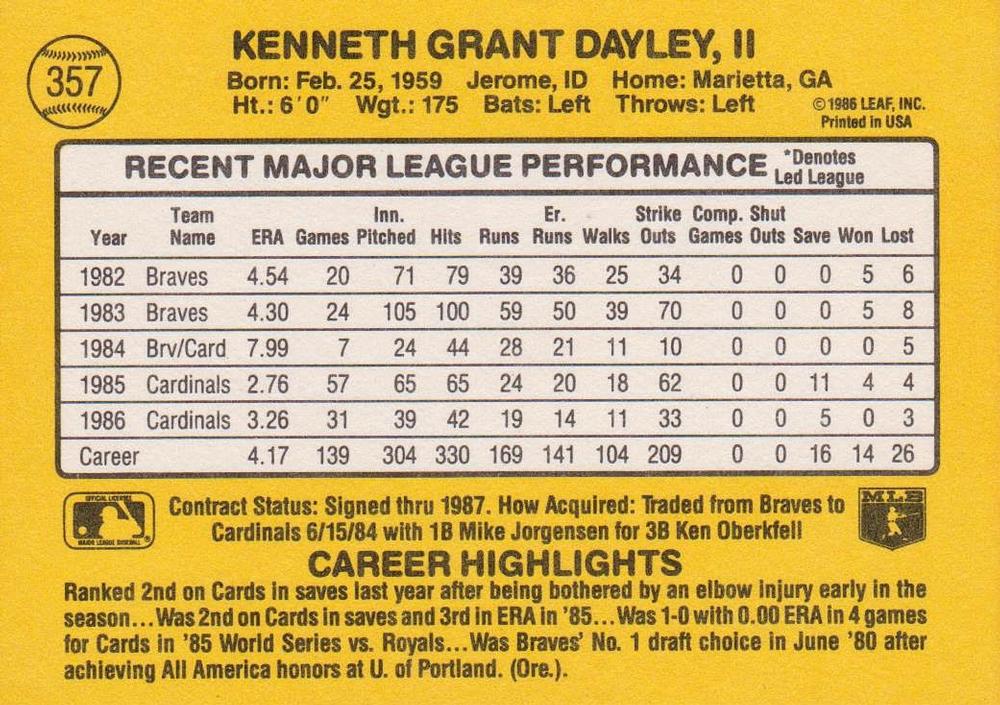 357
KENNETH GRANT DAYLEY, II
Born: Feb. 25, 1959 Jerome, ID Home: Marietta, GA
Ht.: 6'0" Wgt.: 175 Bats: Left Throws: Left
©1986 LEAF, INC.
Printed in USA
RECENT MAJOR LEAGUE PERFORMANCE *Denotes Led League
Year Team Name ERA Games Inn. Pitched Hits Runs Er. Runs Walks Strike Outs Comp. Games Shut Outs Save Won Lost
1982 Braves 4.54 20 71 79 39 36 25 34 0 0 0 5 6
1983 Braves 4.30 24 105 100 59 50 39 70 0 0 0 5 8
1984 Brv/Card 7.99 7 24 44 28 21 11 10 0 0 0 0 5
1985 Cardinals 2.76 57 65 65 24 20 18 62 0 0 11 4 4
1986 Cardinals 3.26 31 39 42 19 14 11 33 0 0 5 0 3
Career 4.17 139 304 330 169 141 104 209 0 0 16 14 26
OFFICIAL LICENSEE
MAJOR LEAGUE BASEBALL
Contract Status: Signed thru 1987. How Acquired: Traded from Braves to
Cardinals 6/15/84 with 1B Mike Jorgensen for 3B Ken Oberkfell
MLB
CAREER HIGHLIGHTS
Ranked 2nd on Cards in saves last year after being bothered by an elbow injury early in the
season...Was 2nd on Cards in saves and 3rd in ERA in '85...Was 1-0 with 0.00 ERA in 4 games
for Cards in '85 World Series vs. Royals...Was Braves' No. 1 draft choice in June '80 after
achieving All America honors at U. of Portland. (Ore.).